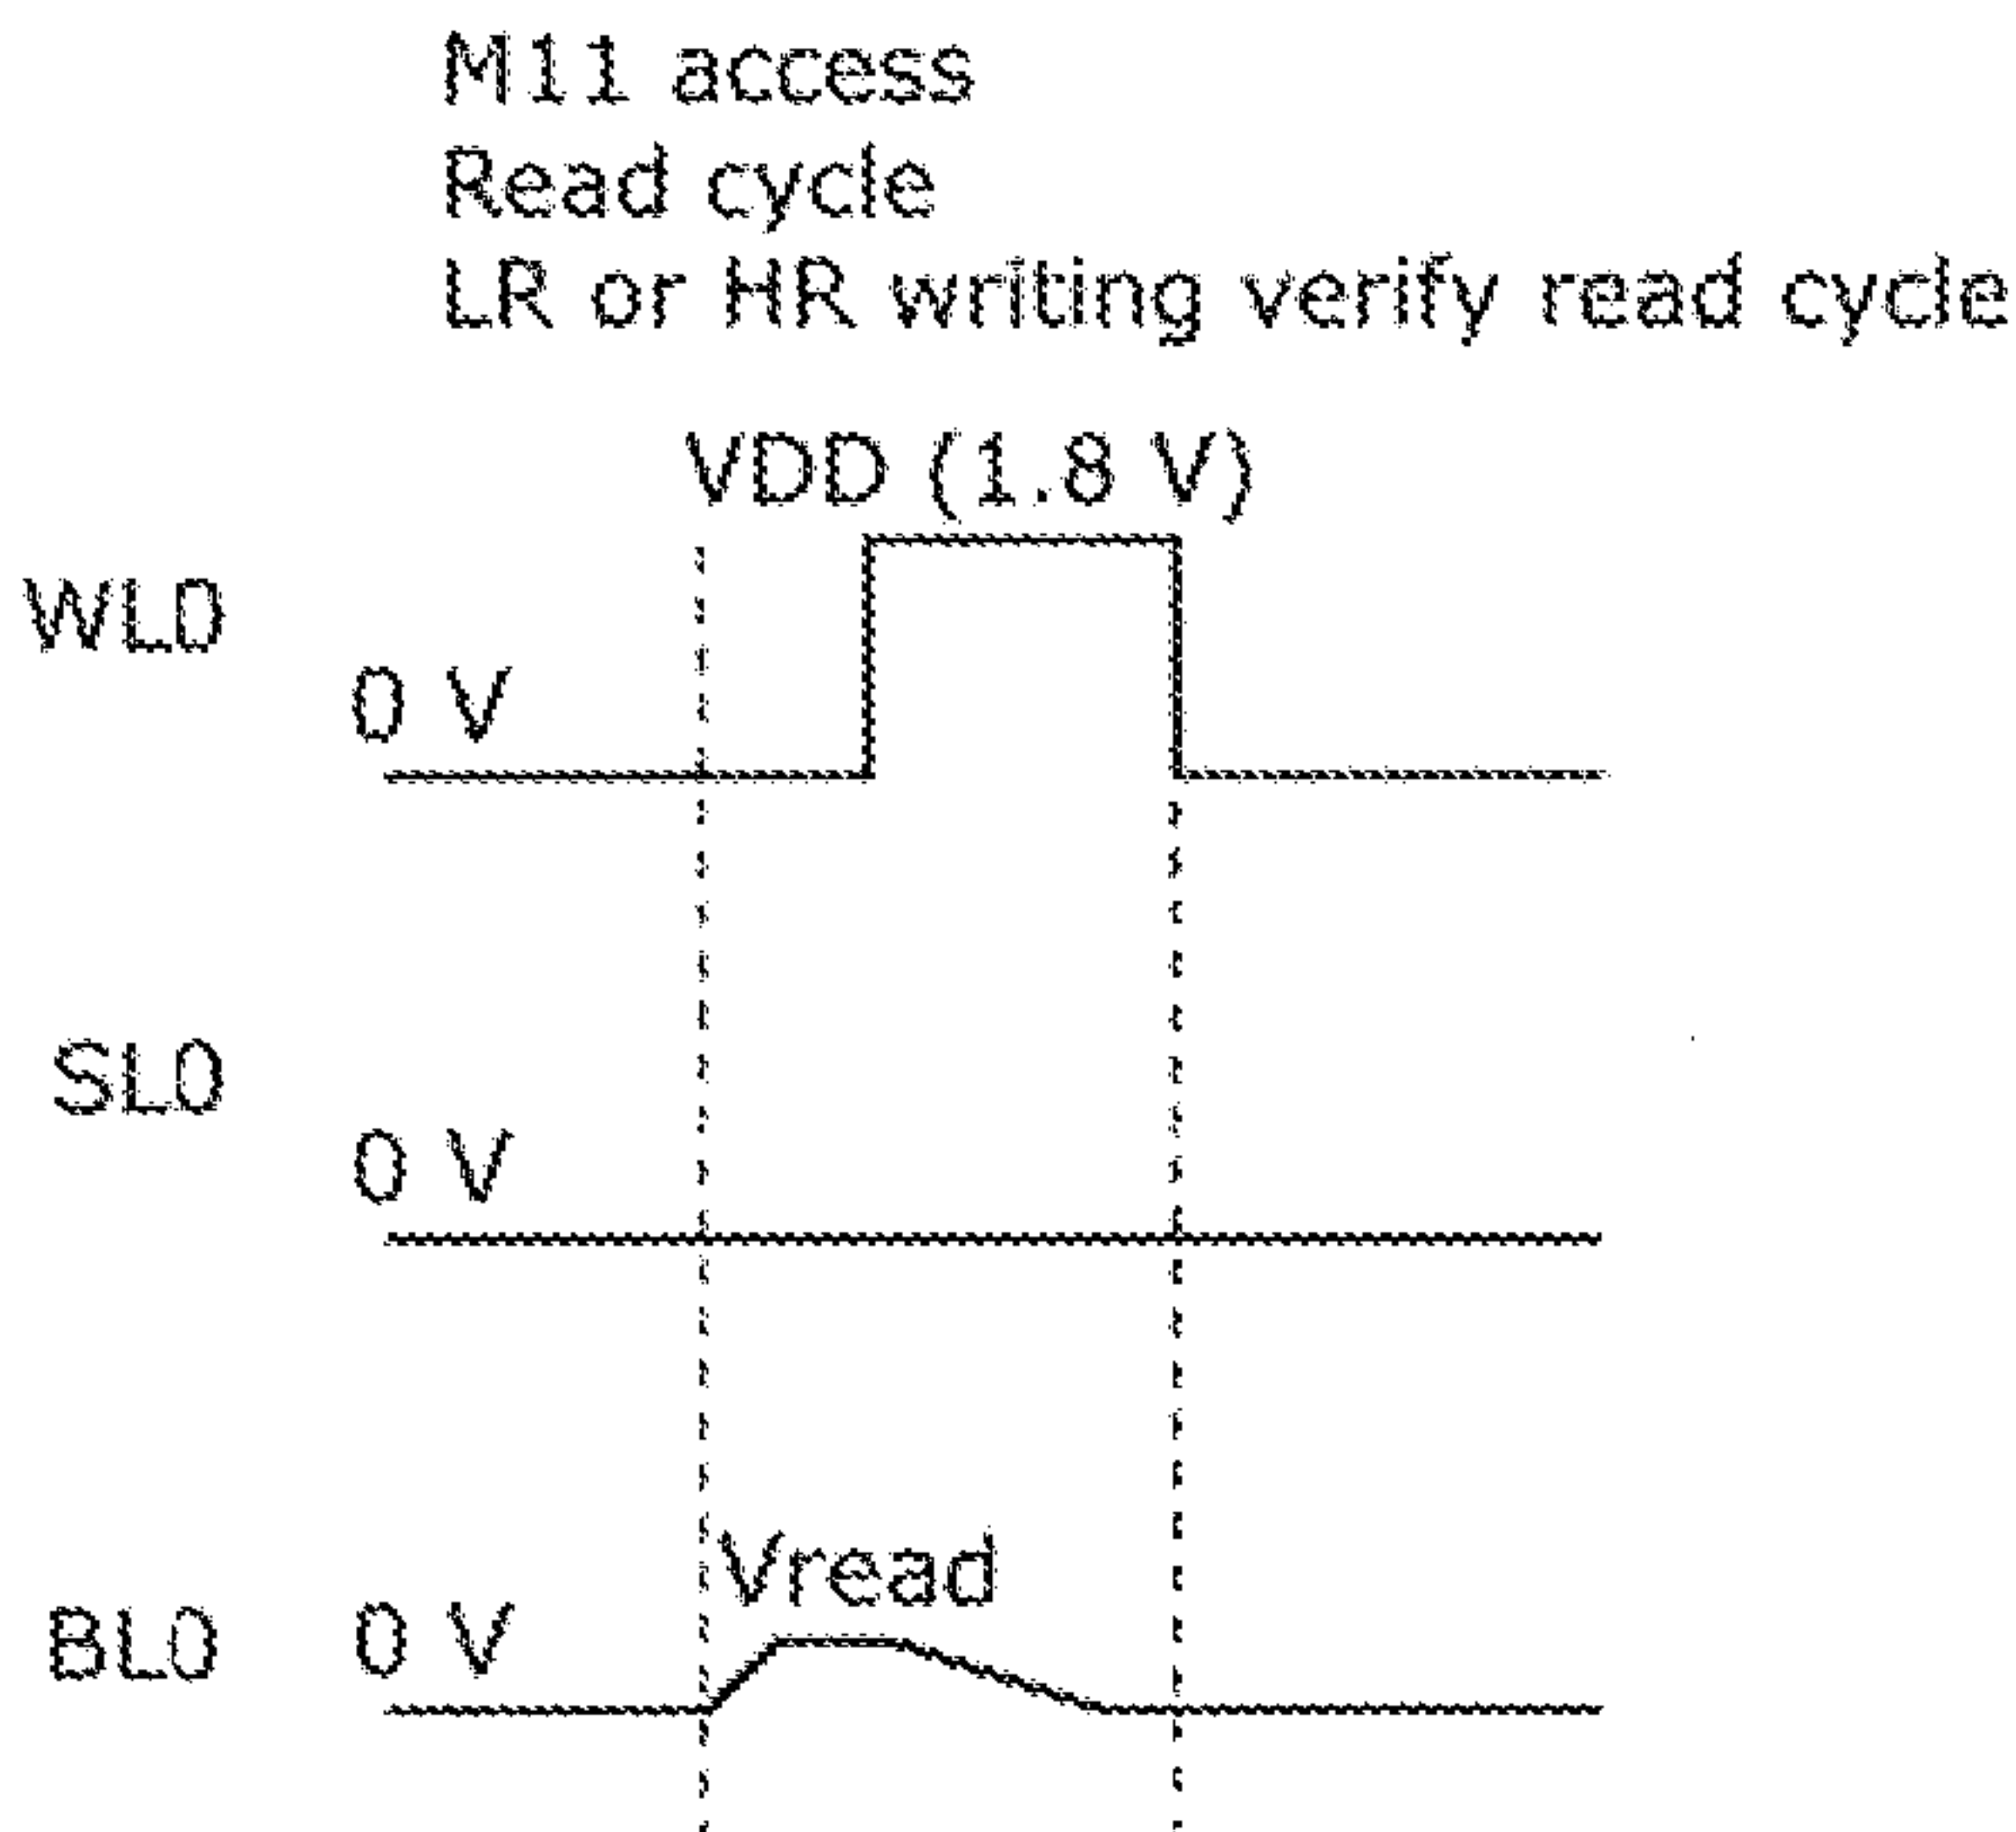 M11 access
Read cycle
LR or HR writing verify read cycle
VDD (1.8 V)
WL0
0 V
SL0
0 V
Vread
BL0 0 V